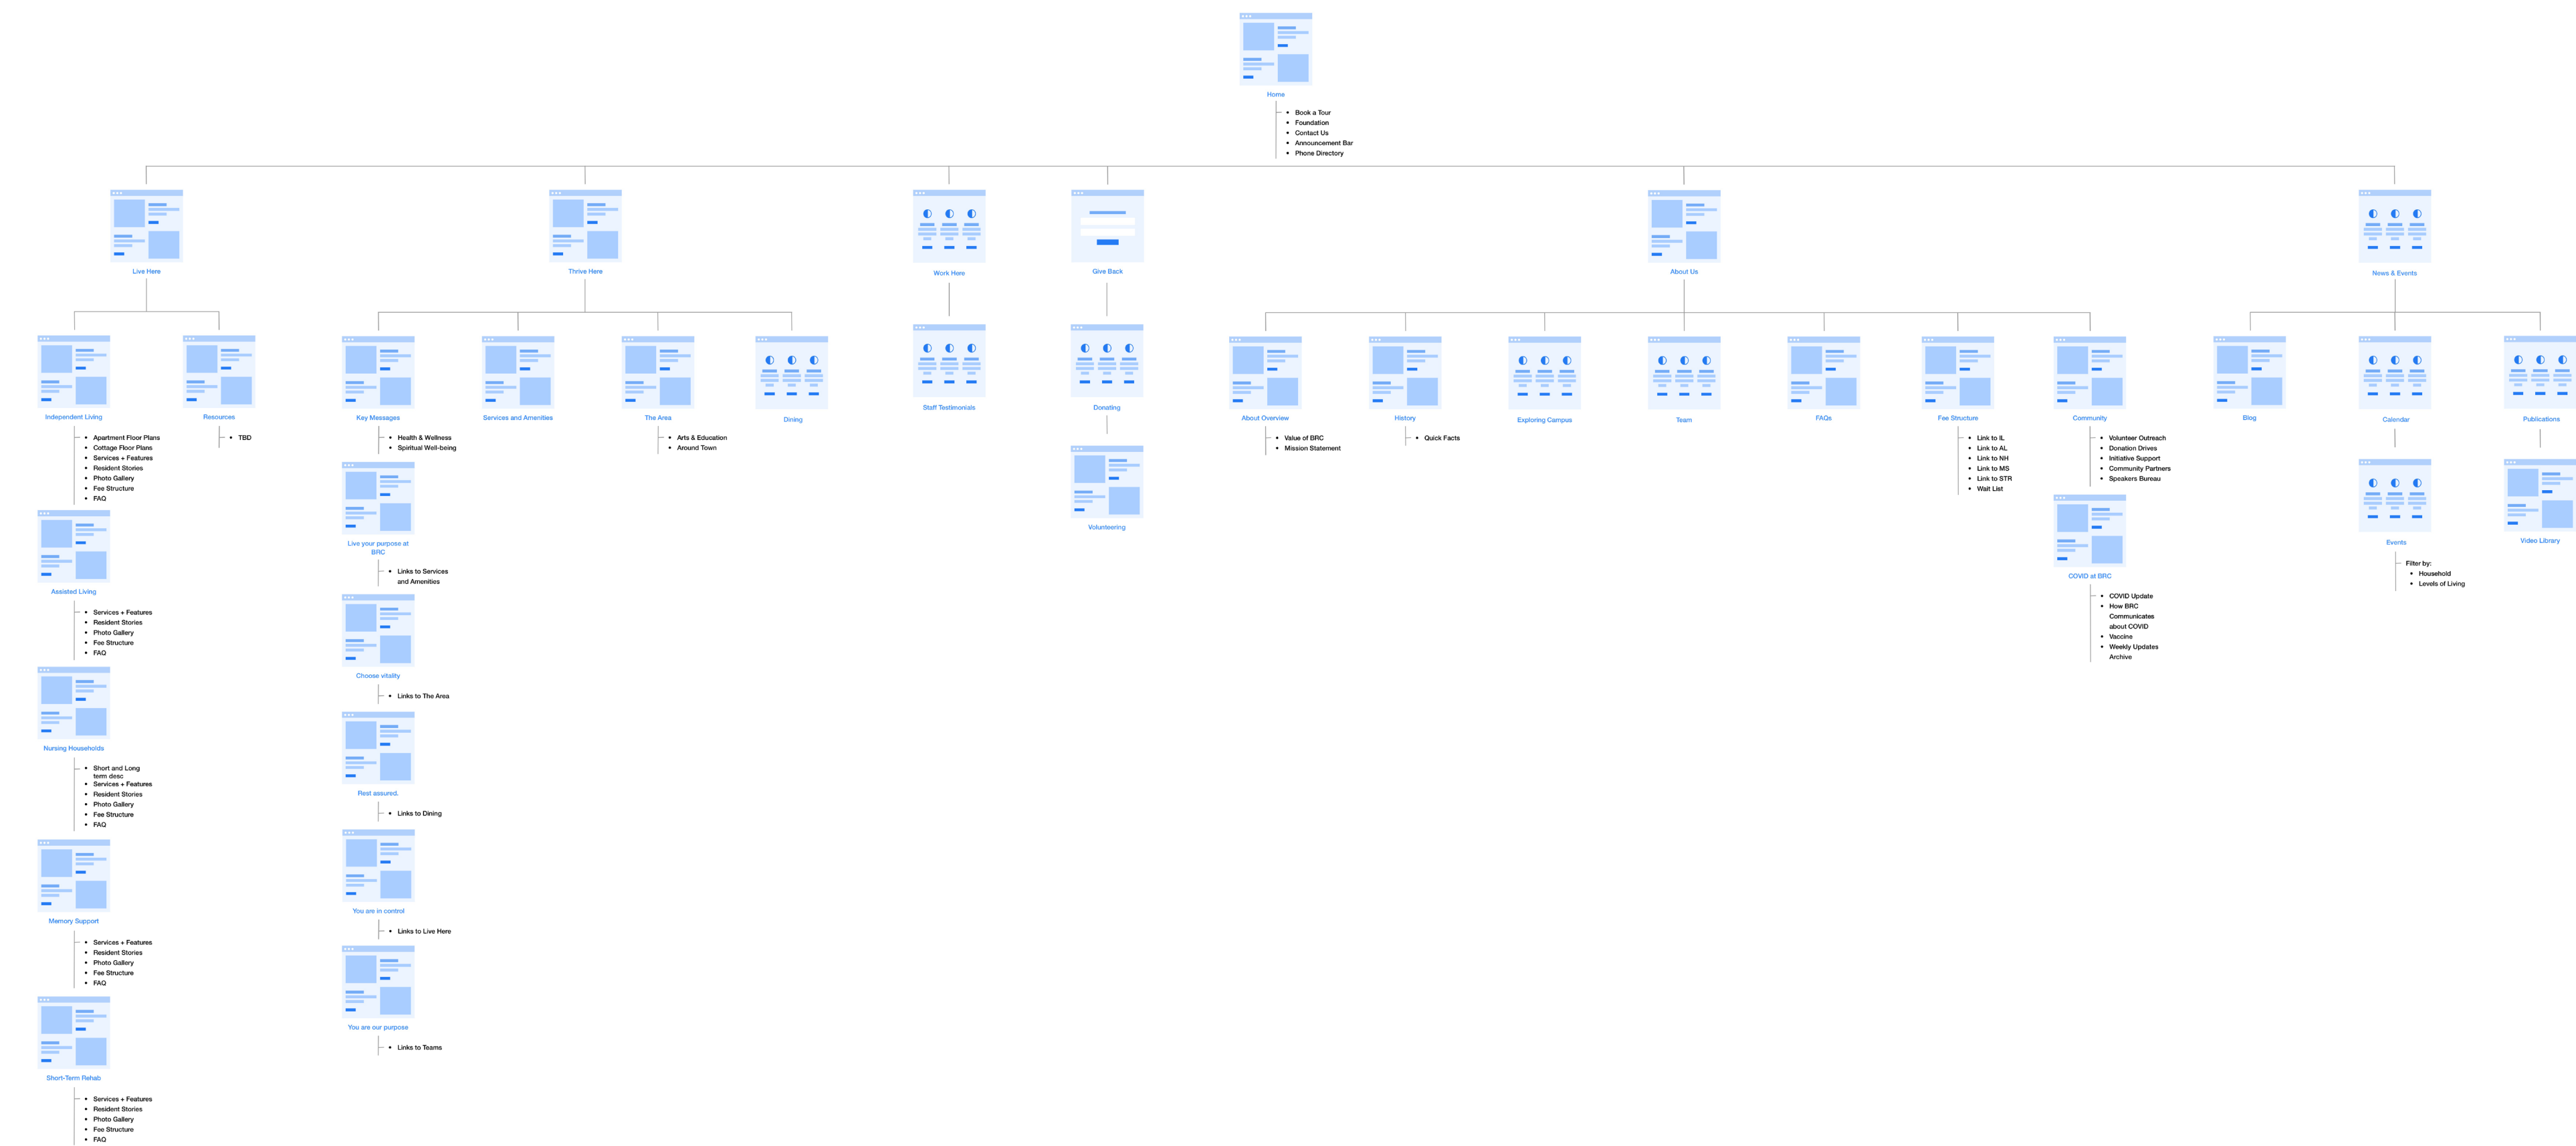 Home
• Book a Tour
• Foundation
• Contact Us
• Announcement Bar
• Phone Directory
Live Here
Thrive Here
Work Here
Give Back
About Us
News & Events
Independent Living
• Apartment Floor Plans
• Cottage Floor Plans
• Services + Features
• Resident Stories
• Photo Gallery
• Fee Structure
• FAQ
Assisted Living
• Services + Features
• Resident Stories
• Photo Gallery
• Fee Structure
• FAQ
Nursing Households
• Short and Long
term desc
• Services + Features
• Resident Stories
• Photo Gallery
• Fee Structure
• FAQ
Memory Support
• Services + Features
• Resident Stories
• Photo Gallery
• Fee Structure
• FAQ
Short-Term Rehab
• Services + Features
• Resident Stories
• Photo Gallery
• Fee Structure
• FAQ
Resources
• TBD
Key Messages
• Health & Wellness
• Spiritual Well-being
Live your purpose at
BRC
• Links to Services
and Amenities
Choose vitality
• Links to The Area
Rest assured.
• Links to Dining
You are in control
• Links to Live Here
You are our purpose
• Links to Teams
Services and Amenities
The Area
• Arts & Education
• Around Town
Dining
Staff Testimonials
Donating
Volunteering
About Overview
• Value of BRC
• Mission Statement
History
• Quick Facts
Exploring Campus
Team
FAQs
Fee Structure
• Link to IL
• Link to AL
• Link to NH
• Link to MS
• Link to STR
• Wait List
Community
• Volunteer Outreach
• Donation Drives
• Initiative Support
• Community Partners
• Speakers Bureau
COVID at BRC
• COVID Update
• How BRC
Communicates
about COVID
• Vaccine
• Weekly Updates
Archive
Blog
Calendar
Events
Filter by:
• Household
• Levels of Living
Publications
Video Library